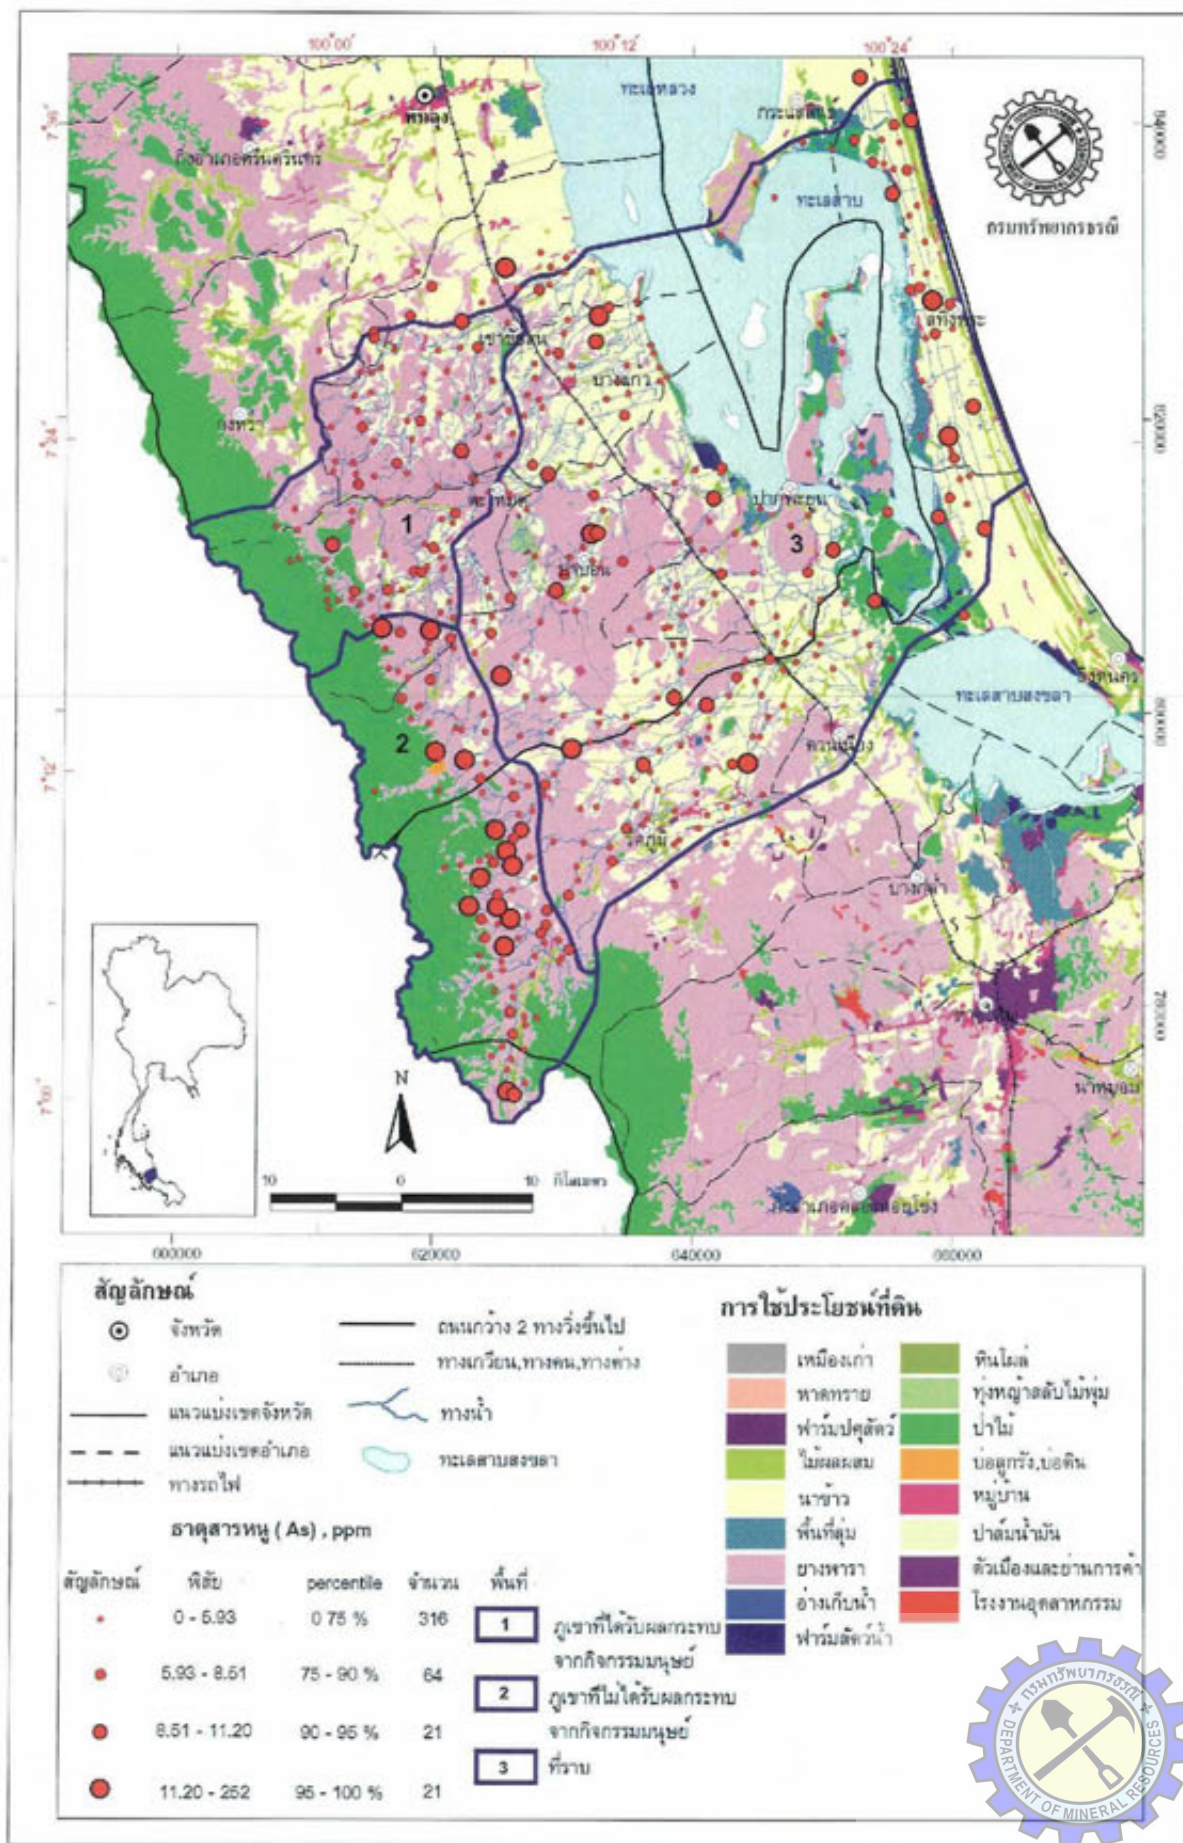 100°00'
100°12'
100°24'
ทะเลหลวง
พัทลุง
กระแสสินธุ์
กิ่งอำเภอศรีนครินทร์
ทะเลสาบ
กรมทรัพยากรธรณี
สทิงพระ
เขาชัยสน
บางแก้ว
กงหรา
7°24'
820000
ตะโหมด
ปากพะยูน
1
3
ป่าบอน
สิงหนคร
ทะเลสาบสงขลา
2
ควนเนียง
800000
7°12'
รัตภูมิ
บางกล่ำ
780000
7°00'
N
นาหม่อม
10 0 10 กิโลเมตร
กิ่งอำเภอคลองหอยโข่ง
600000 620000 640000 660000
สัญลักษณ์
จังหวัด
อำเภอ
แนวแบ่งเขตจังหวัด
แนวแบ่งเขตอำเภอ
ทางรถไฟ
ถนนกว้าง 2 ทางวิ่งขึ้นไป
ทางเกวียน,ทางคน,ทางต่าง
ทางน้ำ
ทะเลสาบสงขลา
การใช้ประโยชน์ที่ดิน
เหมืองเก่า
หาดทราย
ฟาร์มปศุสัตว์
ไม้ผลผสม
นาข้าว
พื้นที่ลุ่ม
ยางพารา
อ่างเก็บน้ำ
ฟาร์มสัตว์น้ำ
หินโผล่
ทุ่งหญ้าสลับไม้พุ่ม
ป่าไม้
บ่อลูกรัง,บ่อดิน
หมู่บ้าน
ปาล์มน้ำมัน
ตัวเมืองและย่านการค้า
โรงงานอุตสาหกรรม
ธาตุสารหนู ( As) , ppm
สัญลักษณ์ พิสัย percentile จำนวน พื้นที่
0 - 5.93 0 75 % 316
5.93 - 8.51 75 - 90 % 64
8.51 - 11.20 90 - 95 % 21
11.20 - 252 95 - 100 % 21
1 ภูเขาที่ได้รับผลกระทบ
จากกิจกรรมมนุษย์
2 ภูเขาที่ไม่ได้รับผลกระทบ
จากกิจกรรมมนุษย์
3 ที่ราบ
กรมทรัพยากรธรณี
DEPARTMENT OF MINERAL RESOURCES